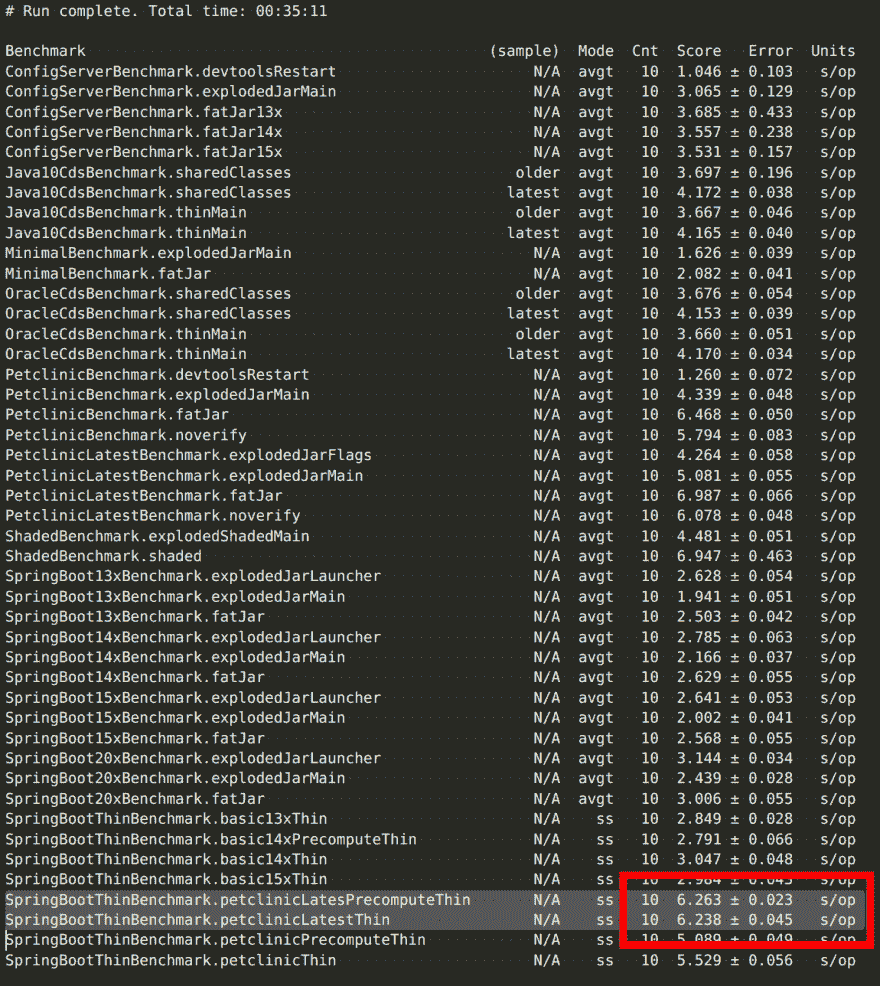 # Run complete. Total time: 00:35:11
Benchmark (sample) Mode Cnt Score Error Units
ConfigServerBenchmark.devtoolsRestart N/A avgt 10 1.046 ± 0.103 s/op
ConfigServerBenchmark.explodedJarMain N/A avgt 10 3.065 ± 0.129 s/op
ConfigServerBenchmark.fatJar13x N/A avgt 10 3.685 ± 0.433 s/op
ConfigServerBenchmark.fatJar14x N/A avgt 10 3.557 ± 0.238 s/op
ConfigServerBenchmark.fatJar15x N/A avgt 10 3.531 ± 0.157 s/op
Java10CdsBenchmark.sharedClasses older avgt 10 3.697 ± 0.196 s/op
Java10CdsBenchmark.sharedClasses latest avgt 10 4.172 ± 0.038 s/op
Java10CdsBenchmark.thinMain older avgt 10 3.667 ± 0.046 s/op
Java10CdsBenchmark.thinMain latest avgt 10 4.165 ± 0.040 s/op
MinimalBenchmark.explodedJarMain N/A avgt 10 1.626 ± 0.039 s/op
MinimalBenchmark.fatJar N/A avgt 10 2.082 ± 0.041 s/op
OracleCdsBenchmark.sharedClasses older avgt 10 3.676 ± 0.054 s/op
OracleCdsBenchmark.sharedClasses latest avgt 10 4.153 ± 0.039 s/op
OracleCdsBenchmark.thinMain older avgt 10 3.660 ± 0.051 s/op
OracleCdsBenchmark.thinMain latest avgt 10 4.170 ± 0.034 s/op
PetclinicBenchmark.devtoolsRestart N/A avgt 10 1.260 ± 0.072 s/op
PetclinicBenchmark.explodedJarMain N/A avgt 10 4.339 ± 0.048 s/op
PetclinicBenchmark.fatJar N/A avgt 10 6.468 ± 0.050 s/op
PetclinicBenchmark.noverify N/A avgt 10 5.794 ± 0.083 s/op
PetclinicLatestBenchmark.explodedJarFlags N/A avgt 10 4.264 ± 0.058 s/op
PetclinicLatestBenchmark.explodedJarMain N/A avgt 10 5.081 ± 0.055 s/op
PetclinicLatestBenchmark.fatJar N/A avgt 10 6.987 ± 0.066 s/op
PetclinicLatestBenchmark.noverify N/A avgt 10 6.078 ± 0.048 s/op
ShadedBenchmark.explodedShadedMain N/A avgt 10 4.481 ± 0.051 s/op
ShadedBenchmark.shaded N/A avgt 10 6.947 ± 0.463 s/op
SpringBoot13xBenchmark.explodedJarLauncher N/A avgt 10 2.628 ± 0.054 s/op
SpringBoot13xBenchmark.explodedJarMain N/A avgt 10 1.941 ± 0.051 s/op
SpringBoot13xBenchmark.fatJar N/A avgt 10 2.503 ± 0.042 s/op
SpringBoot14xBenchmark.explodedJarLauncher N/A avgt 10 2.785 ± 0.063 s/op
SpringBoot14xBenchmark.explodedJarMain N/A avgt 10 2.166 ± 0.037 s/op
SpringBoot14xBenchmark.fatJar N/A avgt 10 2.629 ± 0.055 s/op
SpringBoot15xBenchmark.explodedJarLauncher N/A avgt 10 2.641 ± 0.053 s/op
SpringBoot15xBenchmark.explodedJarMain N/A avgt 10 2.002 ± 0.041 s/op
SpringBoot15xBenchmark.fatJar N/A avgt 10 2.568 ± 0.055 s/op
SpringBoot20xBenchmark.explodedJarLauncher N/A avgt 10 3.144 ± 0.034 s/op
SpringBoot20xBenchmark.explodedJarMain N/A avgt 10 2.439 ± 0.028 s/op
SpringBoot20xBenchmark.fatJar N/A avgt 10 3.006 ± 0.055 s/op
SpringBootThinBenchmark.basic13xThin N/A ss 10 2.849 ± 0.028 s/op
SpringBootThinBenchmark.basic14xPrecomputeThin N/A ss 10 2.791 ± 0.066 s/op
SpringBootThinBenchmark.basic14xThin N/A ss 10 3.047 ± 0.048 s/op
SpringBootThinBenchmark.basic15xThin N/A ss 10 ± s/op
SpringBootThinBenchmark.petclinicLatesPrecomputeThin N/A ss 10 6.263 ± 0.023 s/op
SpringBootThinBenchmark.petclinicLatestThin N/A ss 10 6.238 ± 0.045 s/op
SpringBootThinBenchmark.petclinicPrecomputeThin N/A ss 10 5.089 ± 0.049 s/op
SpringBootThinBenchmark.petclinicThin N/A ss 10 5.529 ± 0.056 s/op